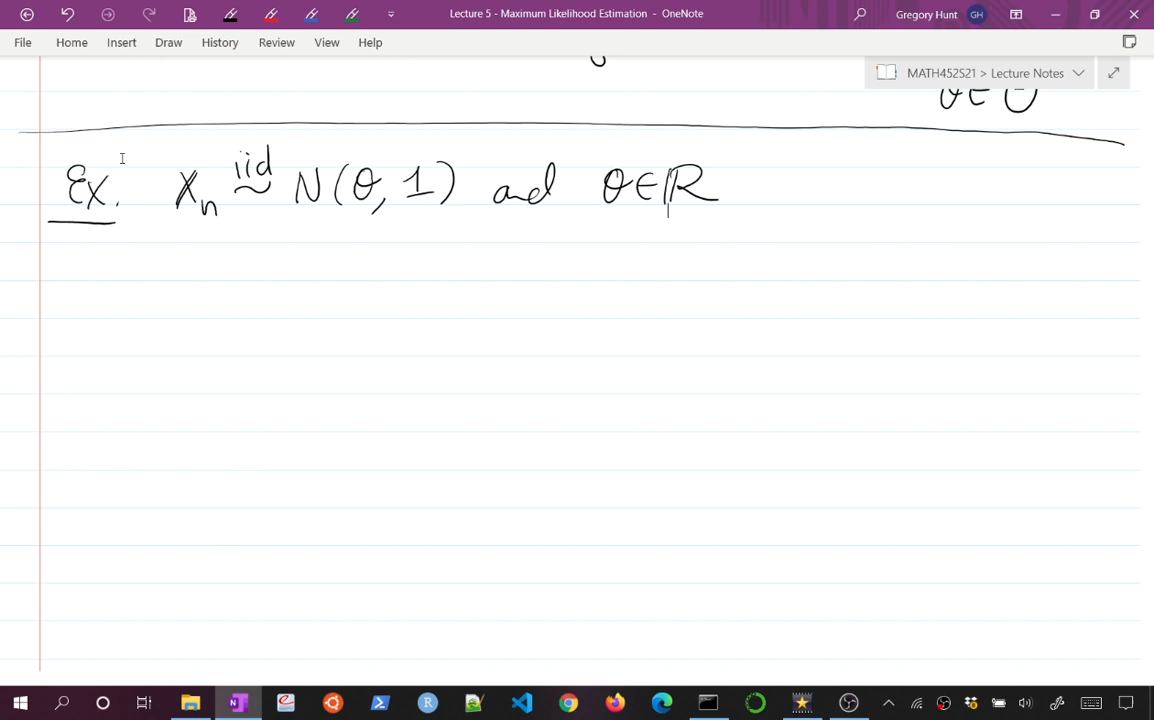 Lecture 5 - Maximum Likelihood Estimation - OneNote
Gregory Hunt GH
File Home Insert Draw History Review View Help
MATH452S21 > Lecture Notes
θ ∈ Θ
Ex. Xn iid ~ N(θ, 1) and θ∈ℝ